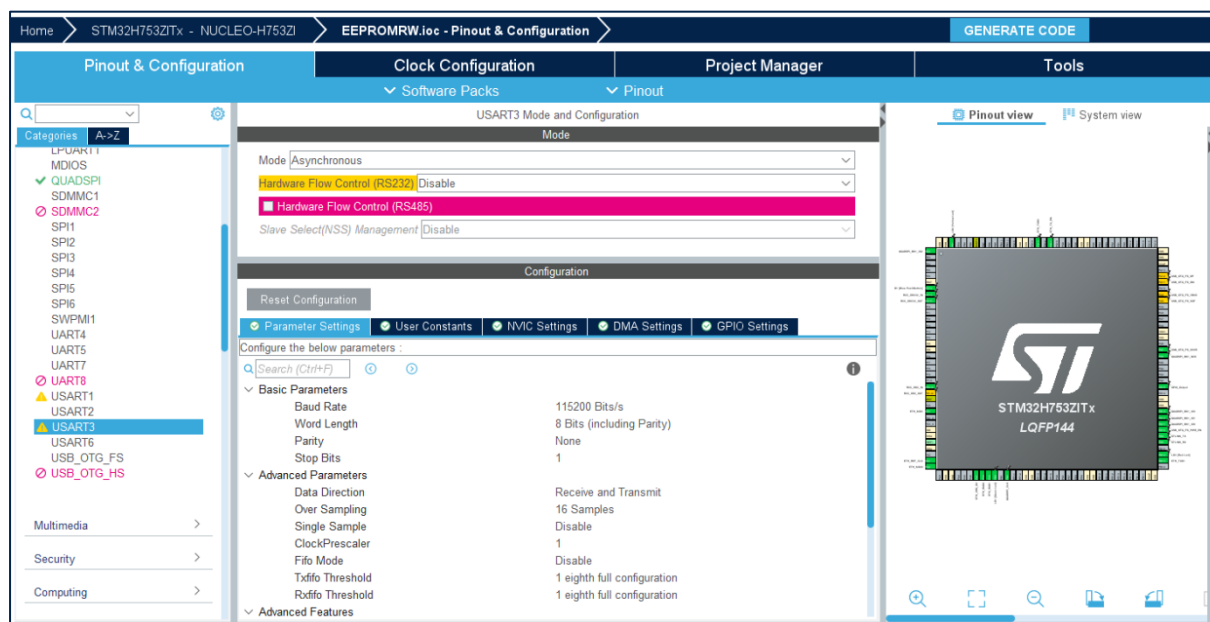 Home STM32H753ZITx - NUCLEO-H753ZI EEPROMRW.ioc - Pinout & Configuration GENERATE CODE
Pinout & Configuration Clock Configuration Project Manager Tools
Software Packs Pinout
Categories A->Z
LPUART1
MDIOS
QUADSPI
SDMMC1
SDMMC2
SPI1
SPI2
SPI3
SPI4
SPI5
SPI6
SWPMI1
UART4
UART5
UART7
UART8
USART1
USART2
USART3
USART6
USB_OTG_FS
USB_OTG_HS
Multimedia
Security
Computing
USART3 Mode and Configuration
Mode
Mode Asynchronous
Hardware Flow Control (RS232) Disable
Hardware Flow Control (RS485)
Slave Select(NSS) Management Disable
Configuration
Reset Configuration
Parameter Settings User Constants NVIC Settings DMA Settings GPIO Settings
Configure the below parameters :
Search (Ctrl+F)
Basic Parameters
Baud Rate 115200 Bits/s
Word Length 8 Bits (including Parity)
Parity None
Stop Bits 1
Advanced Parameters
Data Direction Receive and Transmit
Over Sampling 16 Samples
Single Sample Disable
ClockPrescaler 1
Fifo Mode Disable
Txfifo Threshold 1 eighth full configuration
Rxfifo Threshold 1 eighth full configuration
Advanced Features
Pinout view System view
STM32H753ZITx
LQFP144